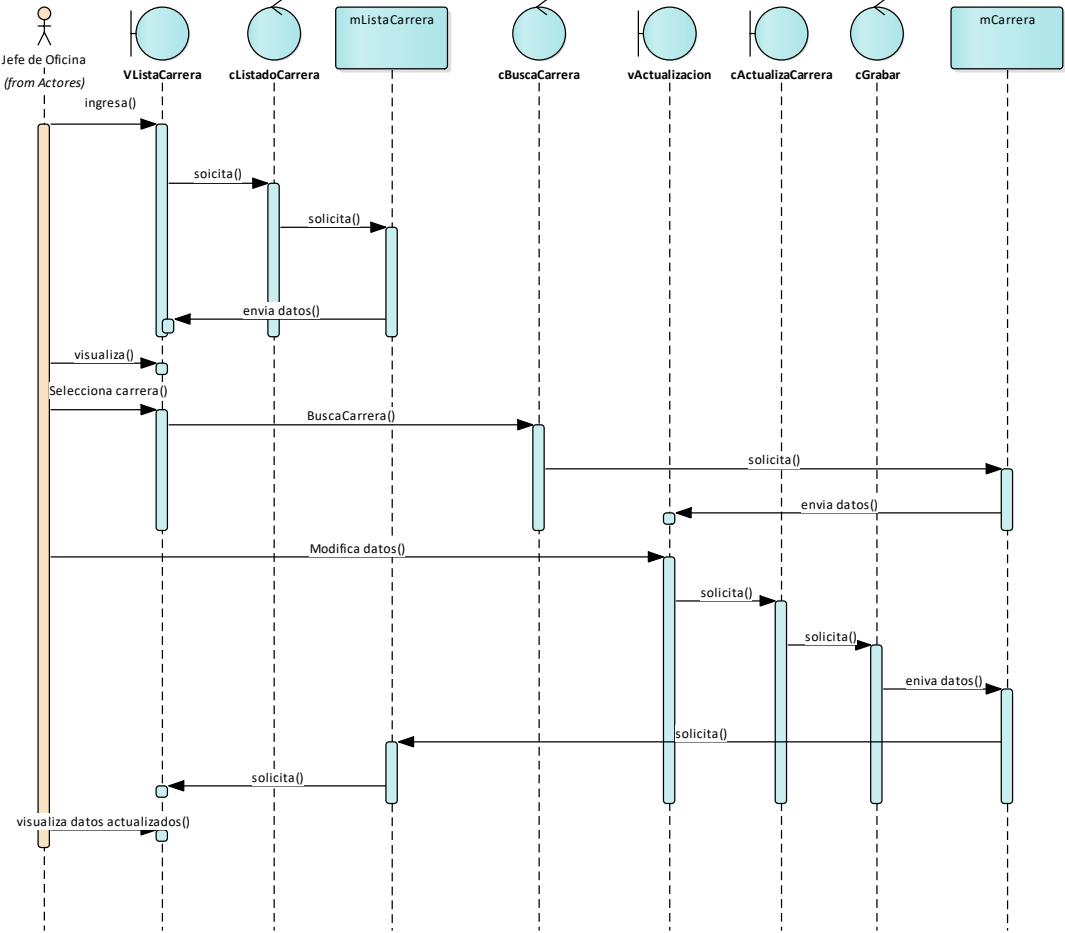 mListaCarrera
mCarrera
Jefe de Oficina
(from Actores)
VListaCarrera
cListadoCarrera
cBuscaCarrera
vActualizacion
cActualizaCarrera
cGrabar
ingresa()
soicita()
solicita()
envia datos()
visualiza()
Selecciona carrera()
BuscaCarrera()
solicita()
envia datos()
Modifica datos()
solicita()
solicita()
eniva datos()
solicita()
solicita()
visualiza datos actualizados()